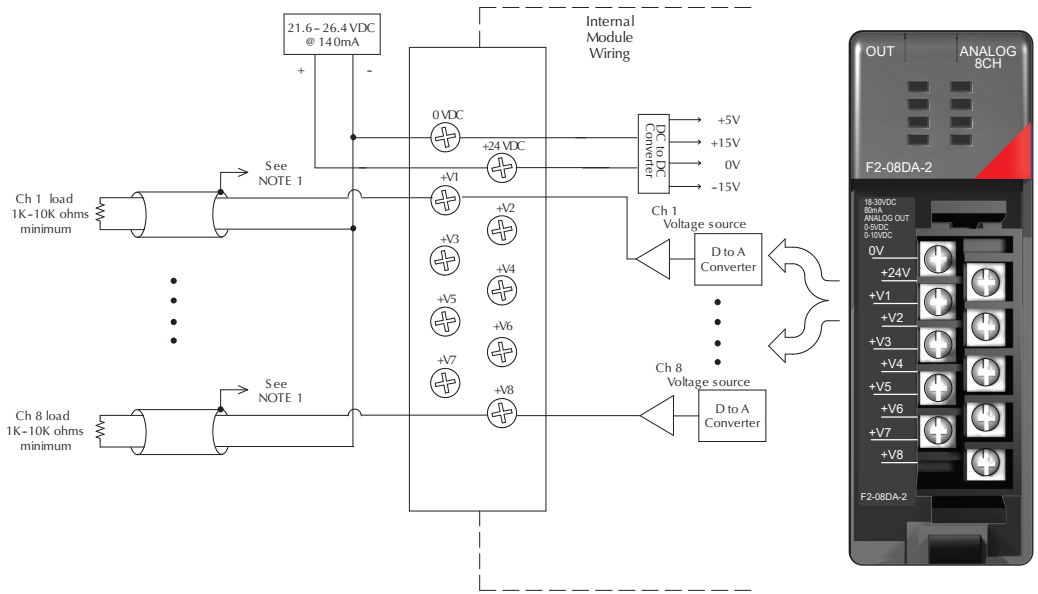 21.6–26.4 VDC
@ 140mA
+ -
Internal
Module
Wiring
0 VDC
+24 VDC
DC to DC
Converter
+5V
+15V
0V
-15V
See
NOTE 1
Ch 1 load
1K-10K ohms
minimum
+V1
+V2
+V3
+V4
+V5
+V6
+V7
+V8
Ch 1
Voltage source
D to A
Converter
Ch 8
Voltage source
D to A
Converter
See
NOTE 1
Ch 8 load
1K-10K ohms
minimum
OUT
ANALOG
8CH
F2-08DA-2
18-30VDC
80mA
ANALOG OUT
0-5VDC
0-10VDC
0V
+24V
+V1
+V2
+V3
+V4
+V5
+V6
+V7
+V8
F2-08DA-2